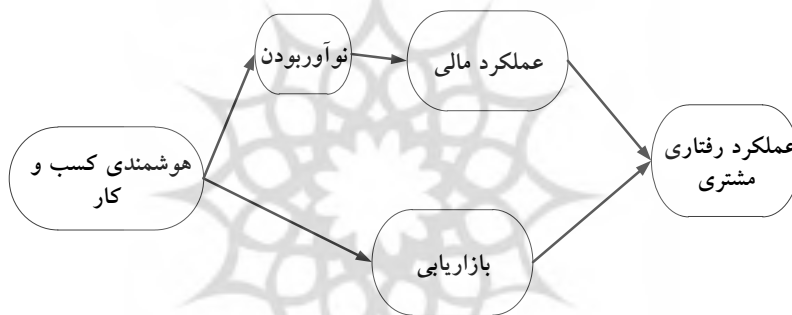 نوآوربودن
عملکرد مالی
عملکرد رفتاری
مشتری
هوشمندی کسب و
کار
بازاریابی